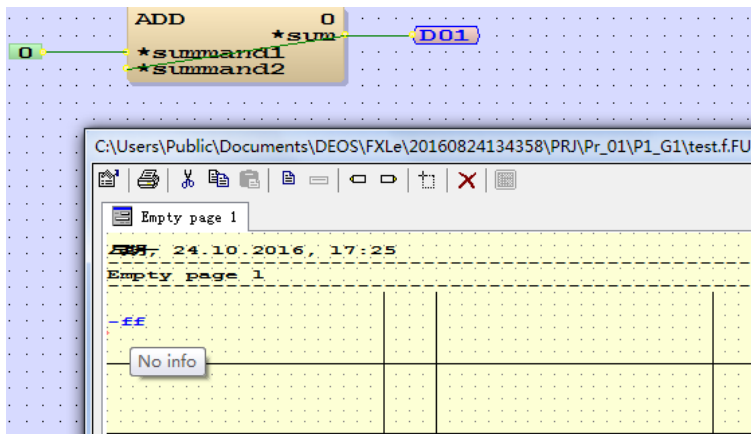 ADD 0
*sum D01
0 *summand1
*summand2
C:\Users\Public\Documents\DEOS\FXLe\20160824134358\PRJ\Pr_01\P1_G1\test.f.FU
Empty page 1
24.10.2016, 17:25
Empty page 1
-ff
No info